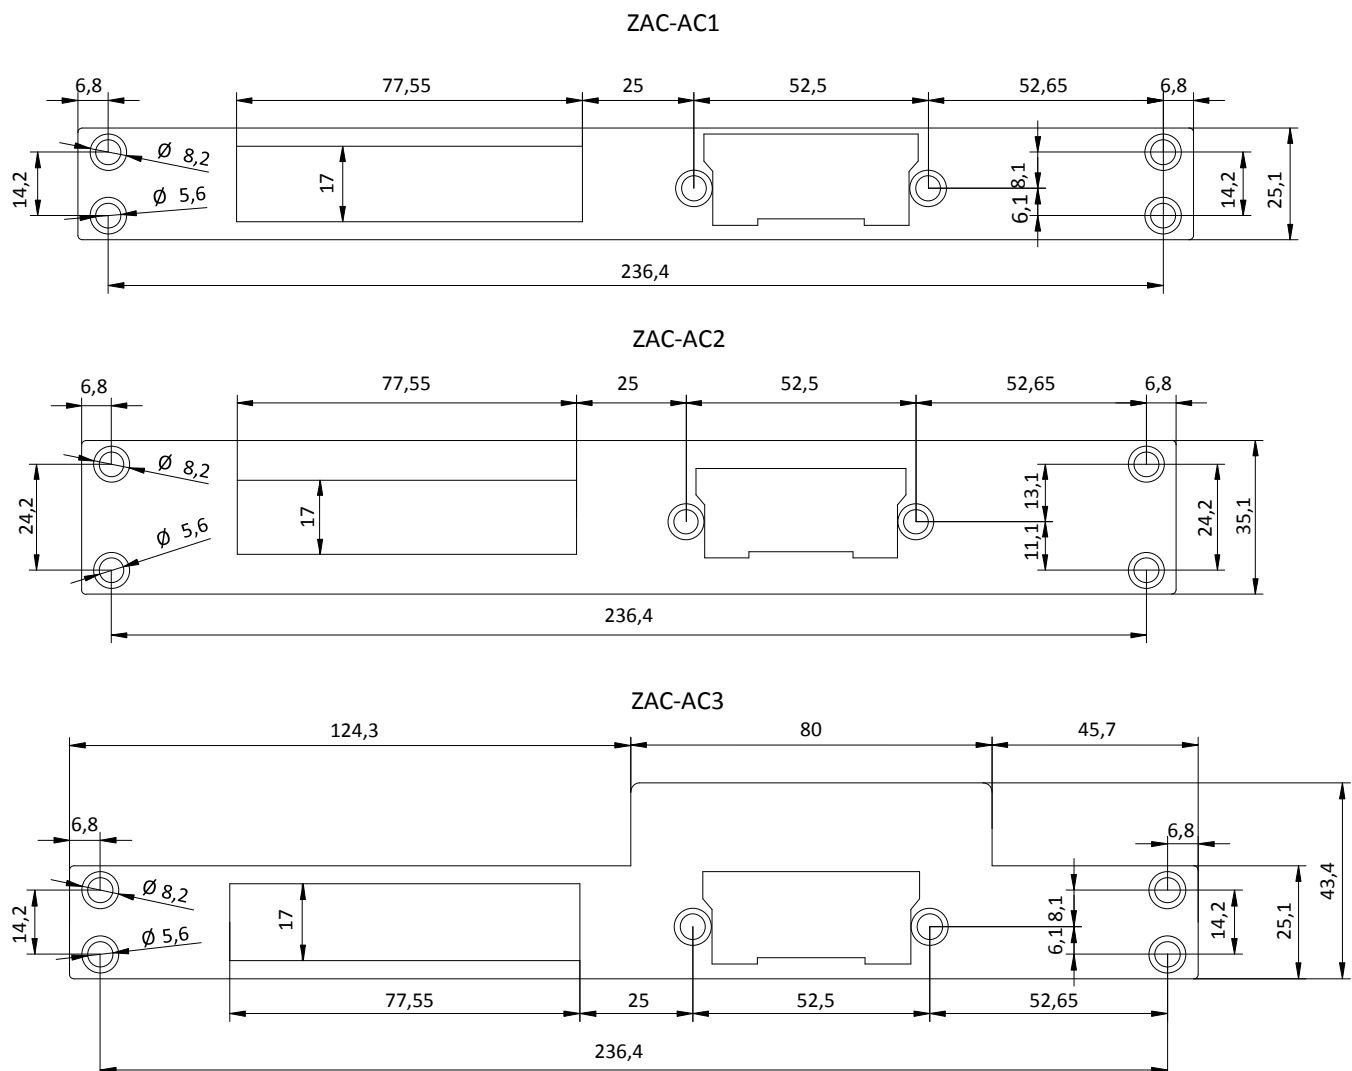 ZAC-AC1
6,8 77,55 25 52,5 52,65 6,8
Ø 8,2
14,2 Ø 5,6 17 8,1 6,1 14,2 25,1
236,4
ZAC-AC2
6,8 77,55 25 52,5 52,65 6,8
Ø 8,2
24,2 Ø 5,6 17 13,1 11,1 24,2 35,1
236,4
ZAC-AC3
124,3 80 45,7
6,8 6,8 43,4
Ø 8,2
14,2 Ø 5,6 17 8,1 6,1 14,2 25,1
77,55 25 52,5 52,65
236,4